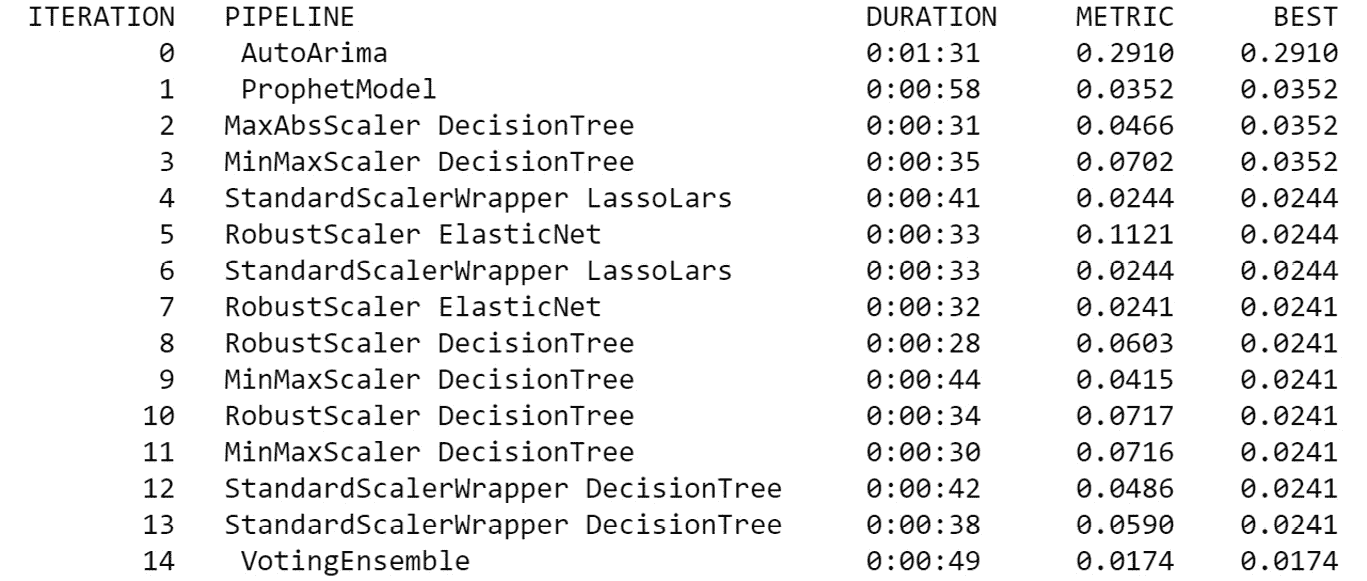 ITERATION PIPELINE DURATION METRIC BEST
0 AutoArima 0:01:31 0.2910 0.2910
1 ProphetModel 0:00:58 0.0352 0.0352
2 MaxAbsScaler DecisionTree 0:00:31 0.0466 0.0352
3 MinMaxScaler DecisionTree 0:00:35 0.0702 0.0352
4 StandardScalerWrapper LassoLars 0:00:41 0.0244 0.0244
5 RobustScaler ElasticNet 0:00:33 0.1121 0.0244
6 StandardScalerWrapper LassoLars 0:00:33 0.0244 0.0244
7 RobustScaler ElasticNet 0:00:32 0.0241 0.0241
8 RobustScaler DecisionTree 0:00:28 0.0603 0.0241
9 MinMaxScaler DecisionTree 0:00:44 0.0415 0.0241
10 RobustScaler DecisionTree 0:00:34 0.0717 0.0241
11 MinMaxScaler DecisionTree 0:00:30 0.0716 0.0241
12 StandardScalerWrapper DecisionTree 0:00:42 0.0486 0.0241
13 StandardScalerWrapper DecisionTree 0:00:38 0.0590 0.0241
14 VotingEnsemble 0:00:49 0.0174 0.0174